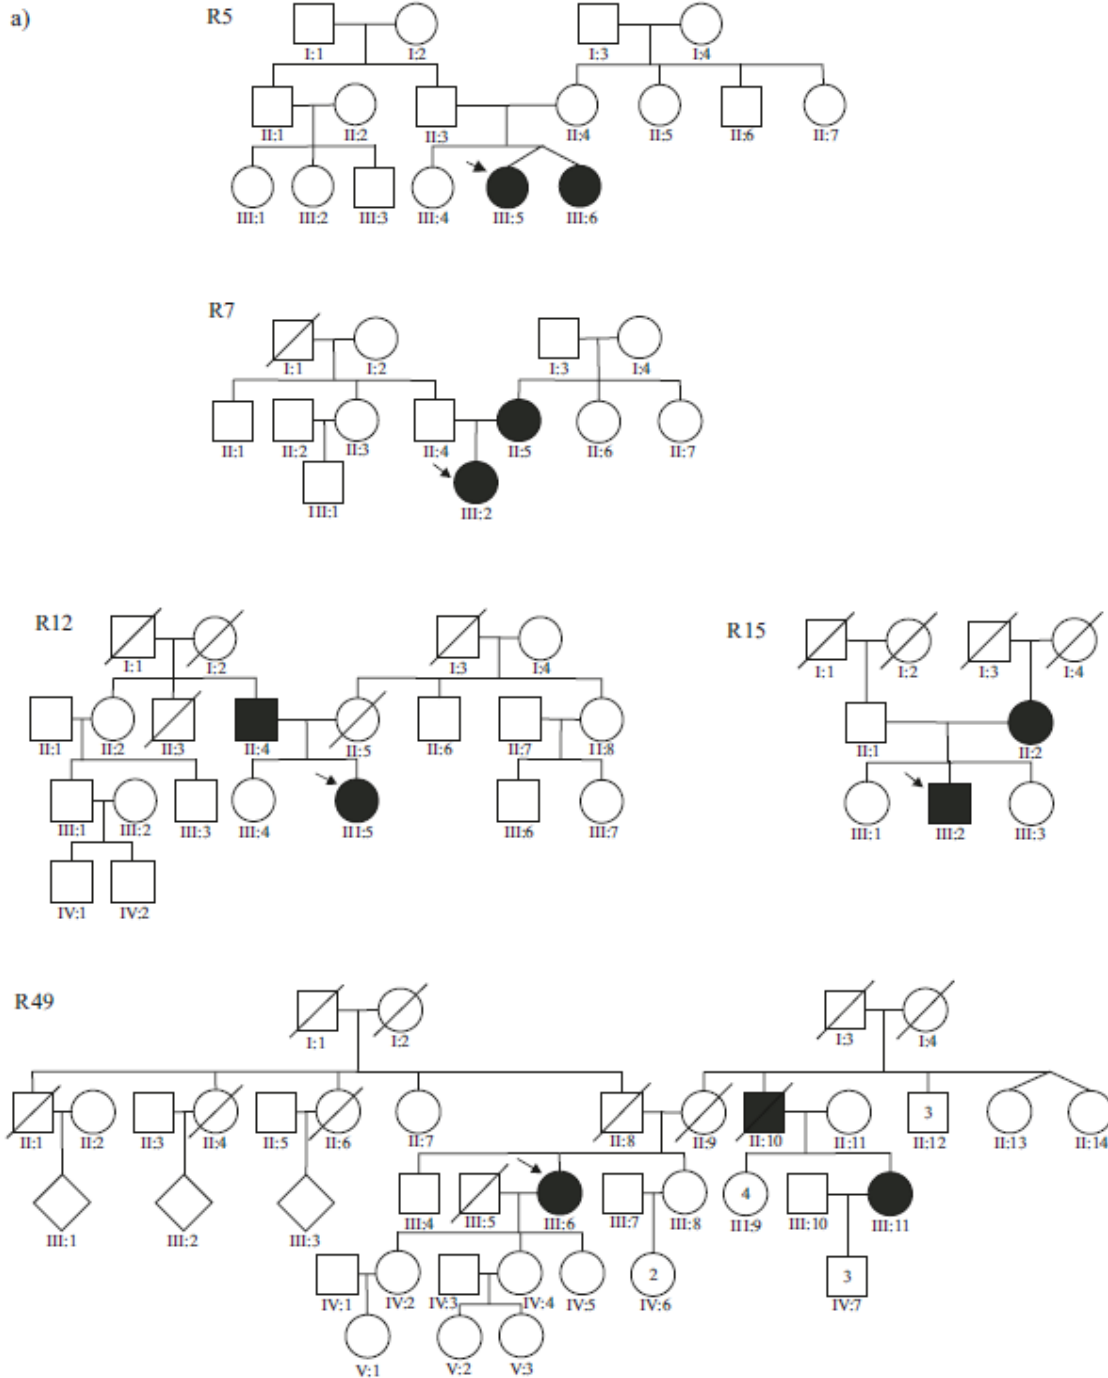 a)
R5
I:1 I:2 I:3 I:4
II:1 II:2 II:3 II:4 II:5 II:6 II:7
III:1 III:2 III:3 III:4 III:5 III:6
R7
I:1 I:2 I:3 I:4
II:1 II:2 II:3 II:4 II:5 II:6 II:7
III:1 III:2
R12
I:1 I:2 I:3 I:4
II:1 II:2 II:3 II:4 II:5 II:6 II:7 II:8
III:1 III:2 III:3 III:4 III:5 III:6 III:7
IV:1 IV:2
R15
I:1 I:2 I:3 I:4
II:1 II:2
III:1 III:2 III:3
R49
I:1 I:2 I:3 I:4
3
II:1 II:2 II:3 II:4 II:5 II:6 II:7 II:8 II:9 II:10 II:11 II:12 II:13 II:14
4
III:1 III:2 III:3 III:4 III:5 III:6 III:7 III:8 III:9 III:10 III:11
2 3
IV:1 IV:2 IV:3 IV:4 IV:5 IV:6 IV:7
V:1 V:2 V:3